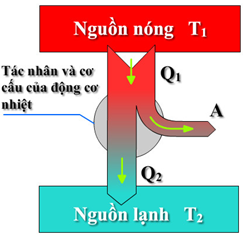 Nguồn nóng T₁
Q₁
Tác nhân và cơ
cấu của động cơ
nhiệt
A
Q₂
Nguồn lạnh T₂